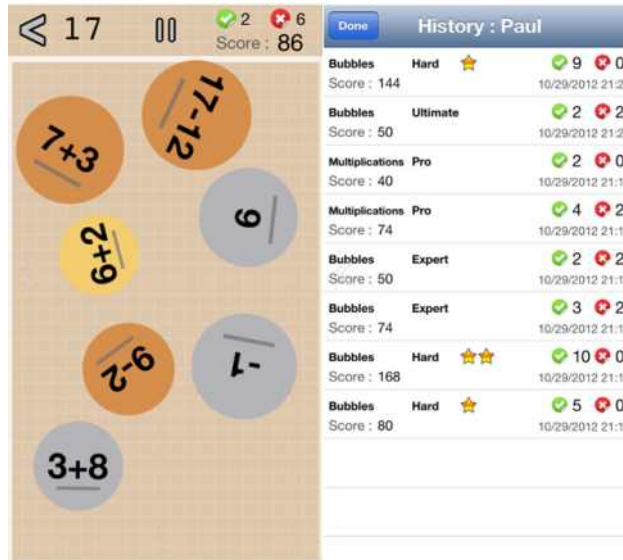 17
2 6
Score : 86
17-12
7+3
9
6+2
9-2
-1
3+8
Done
History : Paul
Bubbles Hard 9 0
Score : 144 10/29/2012 21:2
Bubbles Ultimate 2 2
Score : 50 10/29/2012 21:2
Multiplications Pro 2 0
Score : 40 10/29/2012 21:1
Multiplications Pro 4 2
Score : 74 10/29/2012 21:1
Bubbles Expert 2 2
Score : 50 10/29/2012 21:1
Bubbles Expert 3 2
Score : 74 10/29/2012 21:1
Bubbles Hard 10 0
Score : 168 10/29/2012 21:1
Bubbles Hard 5 0
Score : 80 10/29/2012 21:1